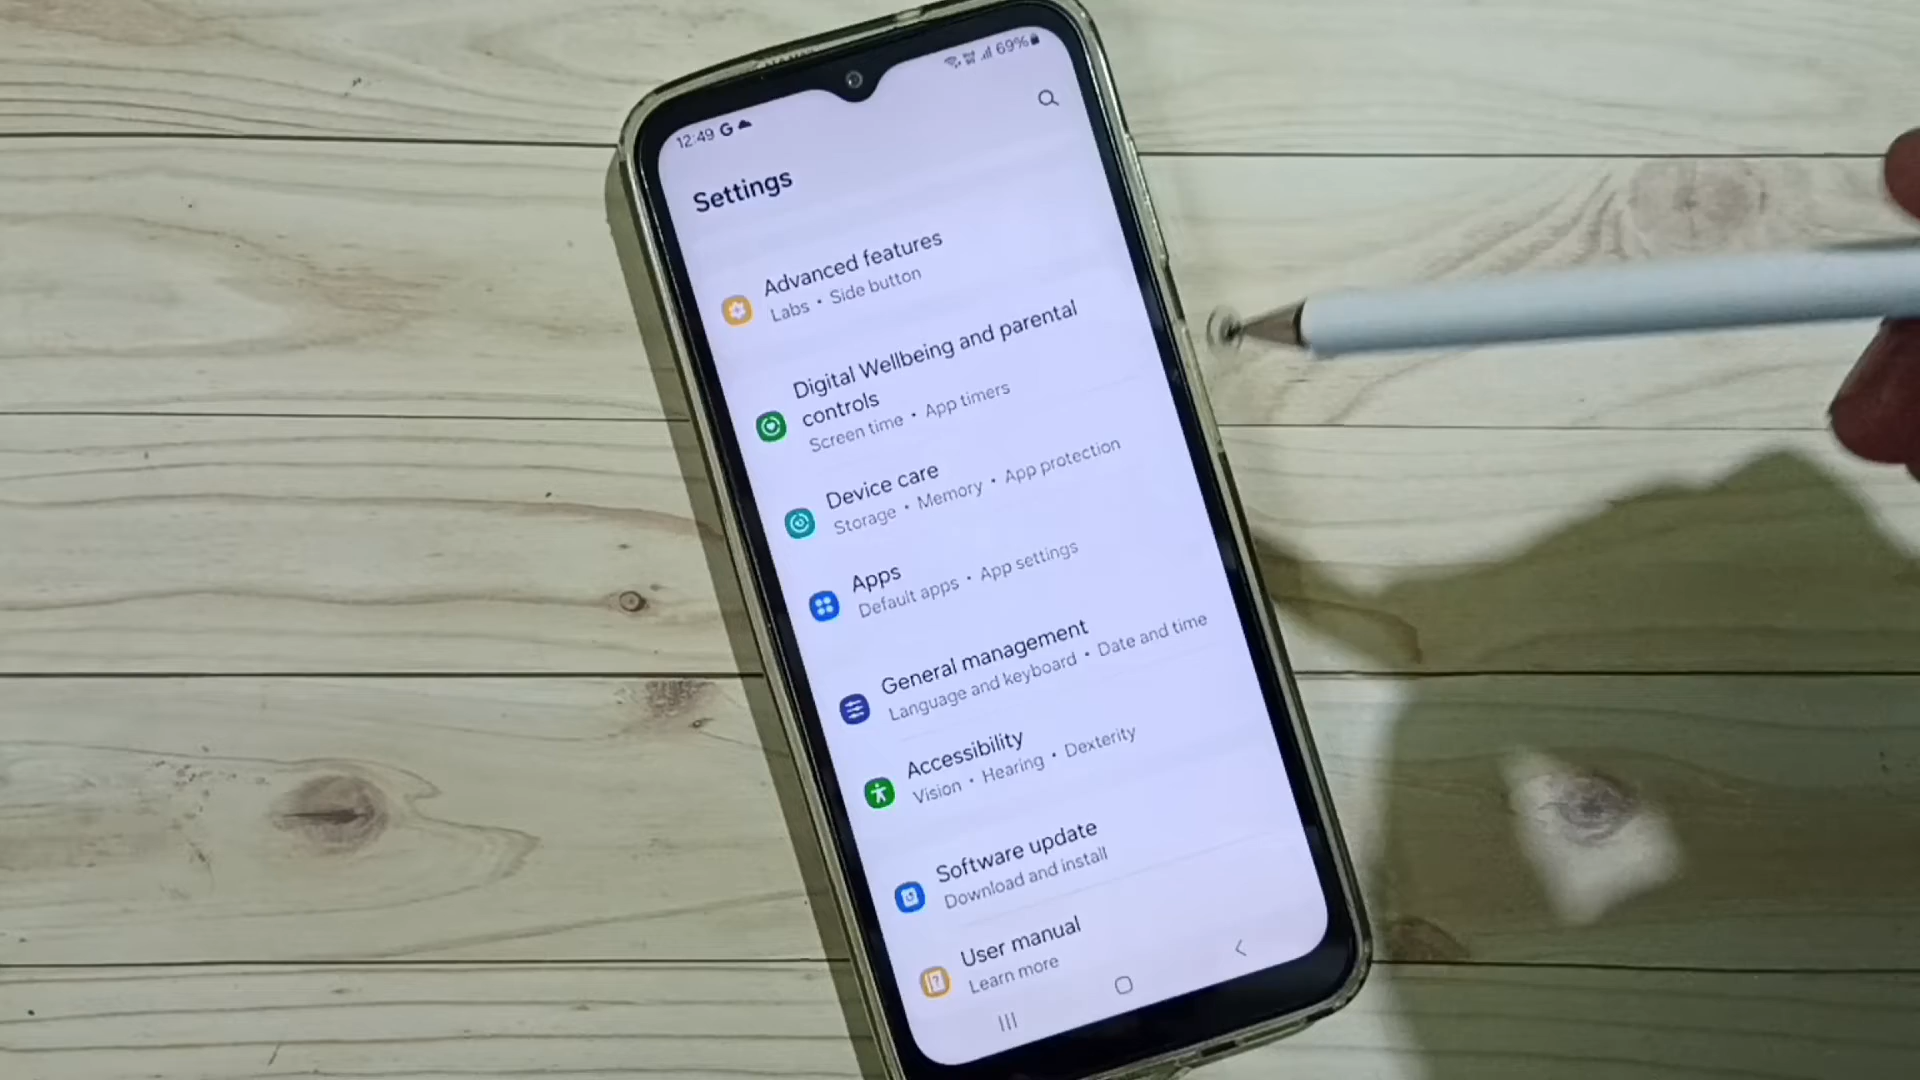 12:49 G
69%
Settings
Advanced features
Labs • Side button
Digital Wellbeing and parental
controls
Screen time • App timers
Device care
Storage • Memory • App protection
Apps
Default apps • App settings
General management
Language and keyboard • Date and time
Accessibility
Vision • Hearing • Dexterity
Software update
Download and install
User manual
Learn more